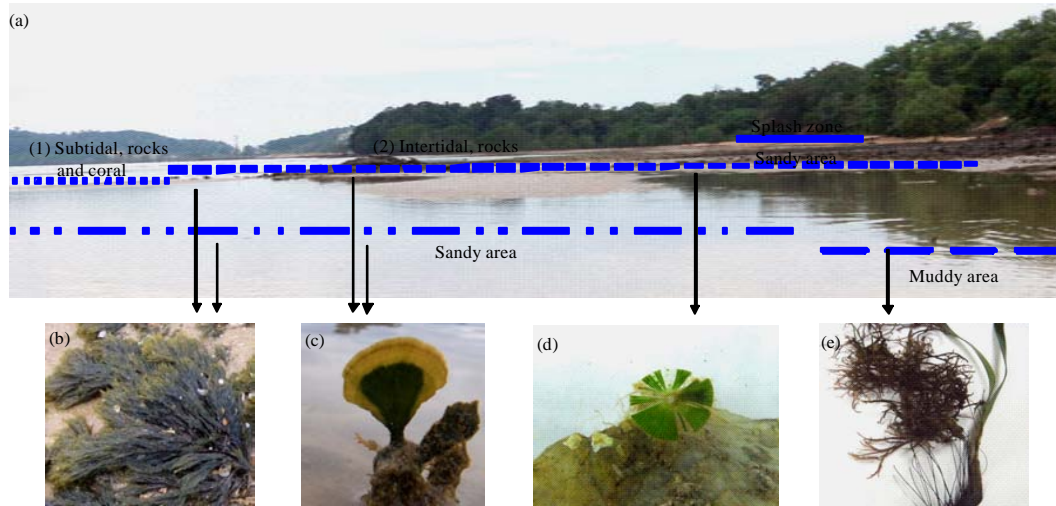 (a)
Splash zone
(1) Subtidal, rocks
and coral
(2) Intertidal, rocks
Sandy area
Sandy area
Muddy area
(b)
(c)
(d)
(e)